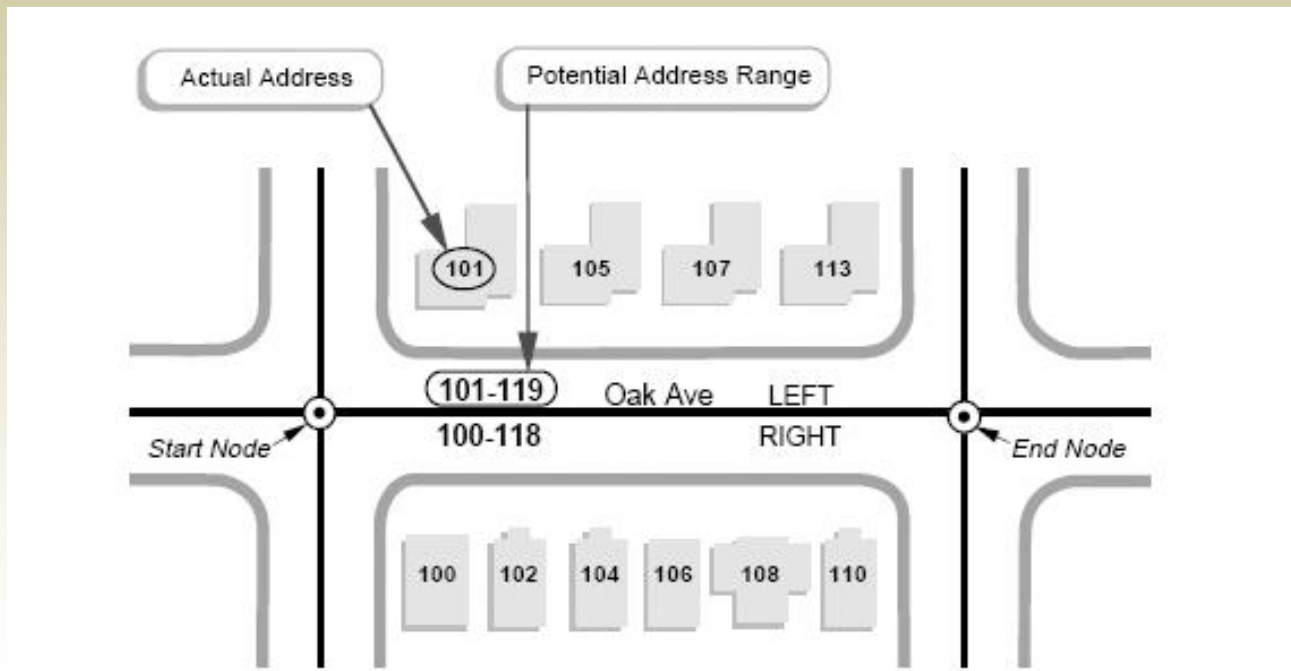 Actual Address
Potential Address Range
101 105 107 113
101-119 Oak Ave LEFT
Start Node 100-118 RIGHT End Node
100 102 104 106 108 110